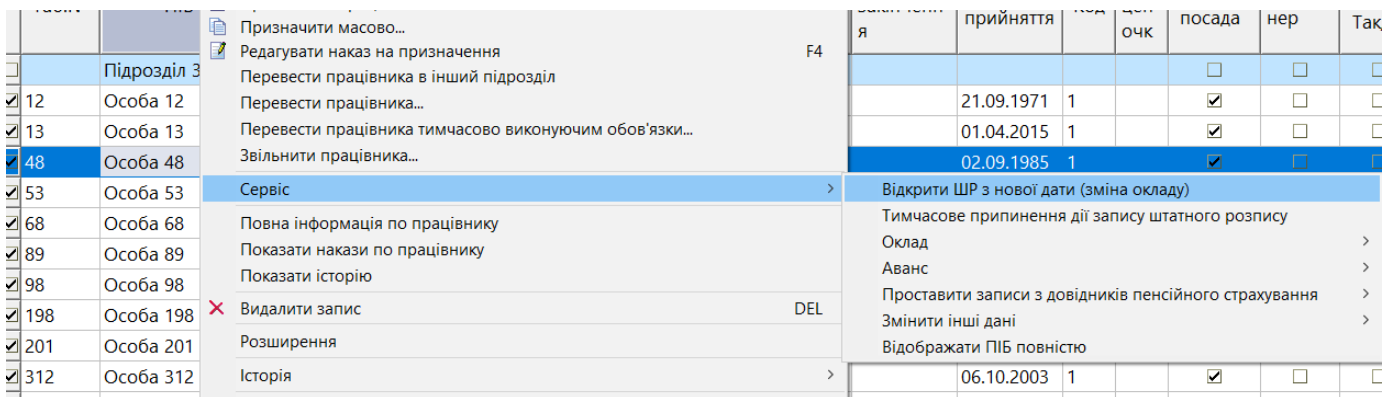 закінченн
я
прийняття
Код
цен
очк
посада
нер
Призначити масово...
Редагувати наказ на призначення F4
Підрозділ 3
Перевести працівника в інший підрозділ
12 Особа 12 Перевести працівника... 21.09.1971 1
13 Особа 13 Перевести працівника тимчасово виконуючим обов'язки... 01.04.2015 1
48 Особа 48 Звільнити працівника... 02.09.1985 1
53 Особа 53 Сервіс Відкрити ШР з нової дати (зміна окладу)
Тимчасове припинення дії запису штатного розпису
68 Особа 68 Повна інформація по працівнику
Оклад
89 Особа 89 Показати накази по працівнику
Аванс
98 Особа 98 Показати історію
Проставити записи з довідників пенсійного страхування
198 Особа 198 Видалити запис DEL
Змінити інші дані
201 Особа 201 Розширення Відображати ПІБ повністю
312 Особа 312 Історія 06.10.2003 1